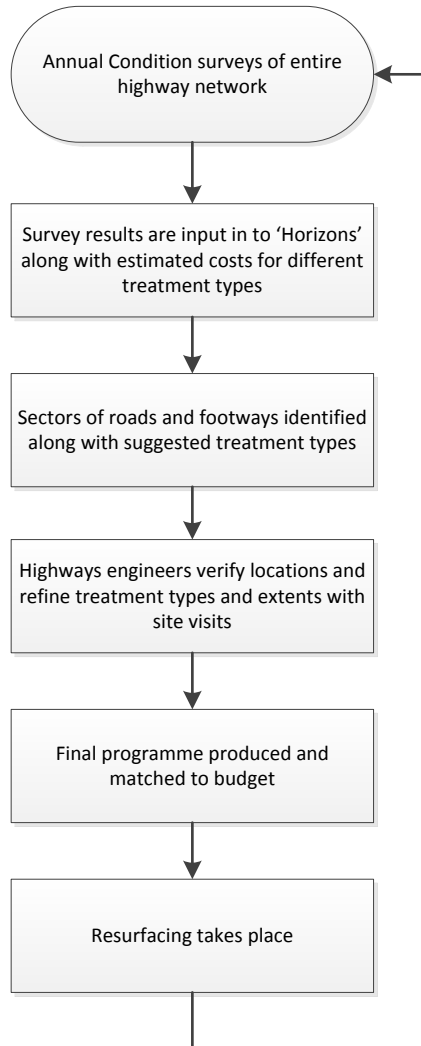 Annual Condition surveys of entire
highway network
Survey results are input in to ‘Horizons’
along with estimated costs for different
treatment types
Sectors of roads and footways identified
along with suggested treatment types
Highways engineers verify locations and
refine treatment types and extents with
site visits
Final programme produced and
matched to budget
Resurfacing takes place